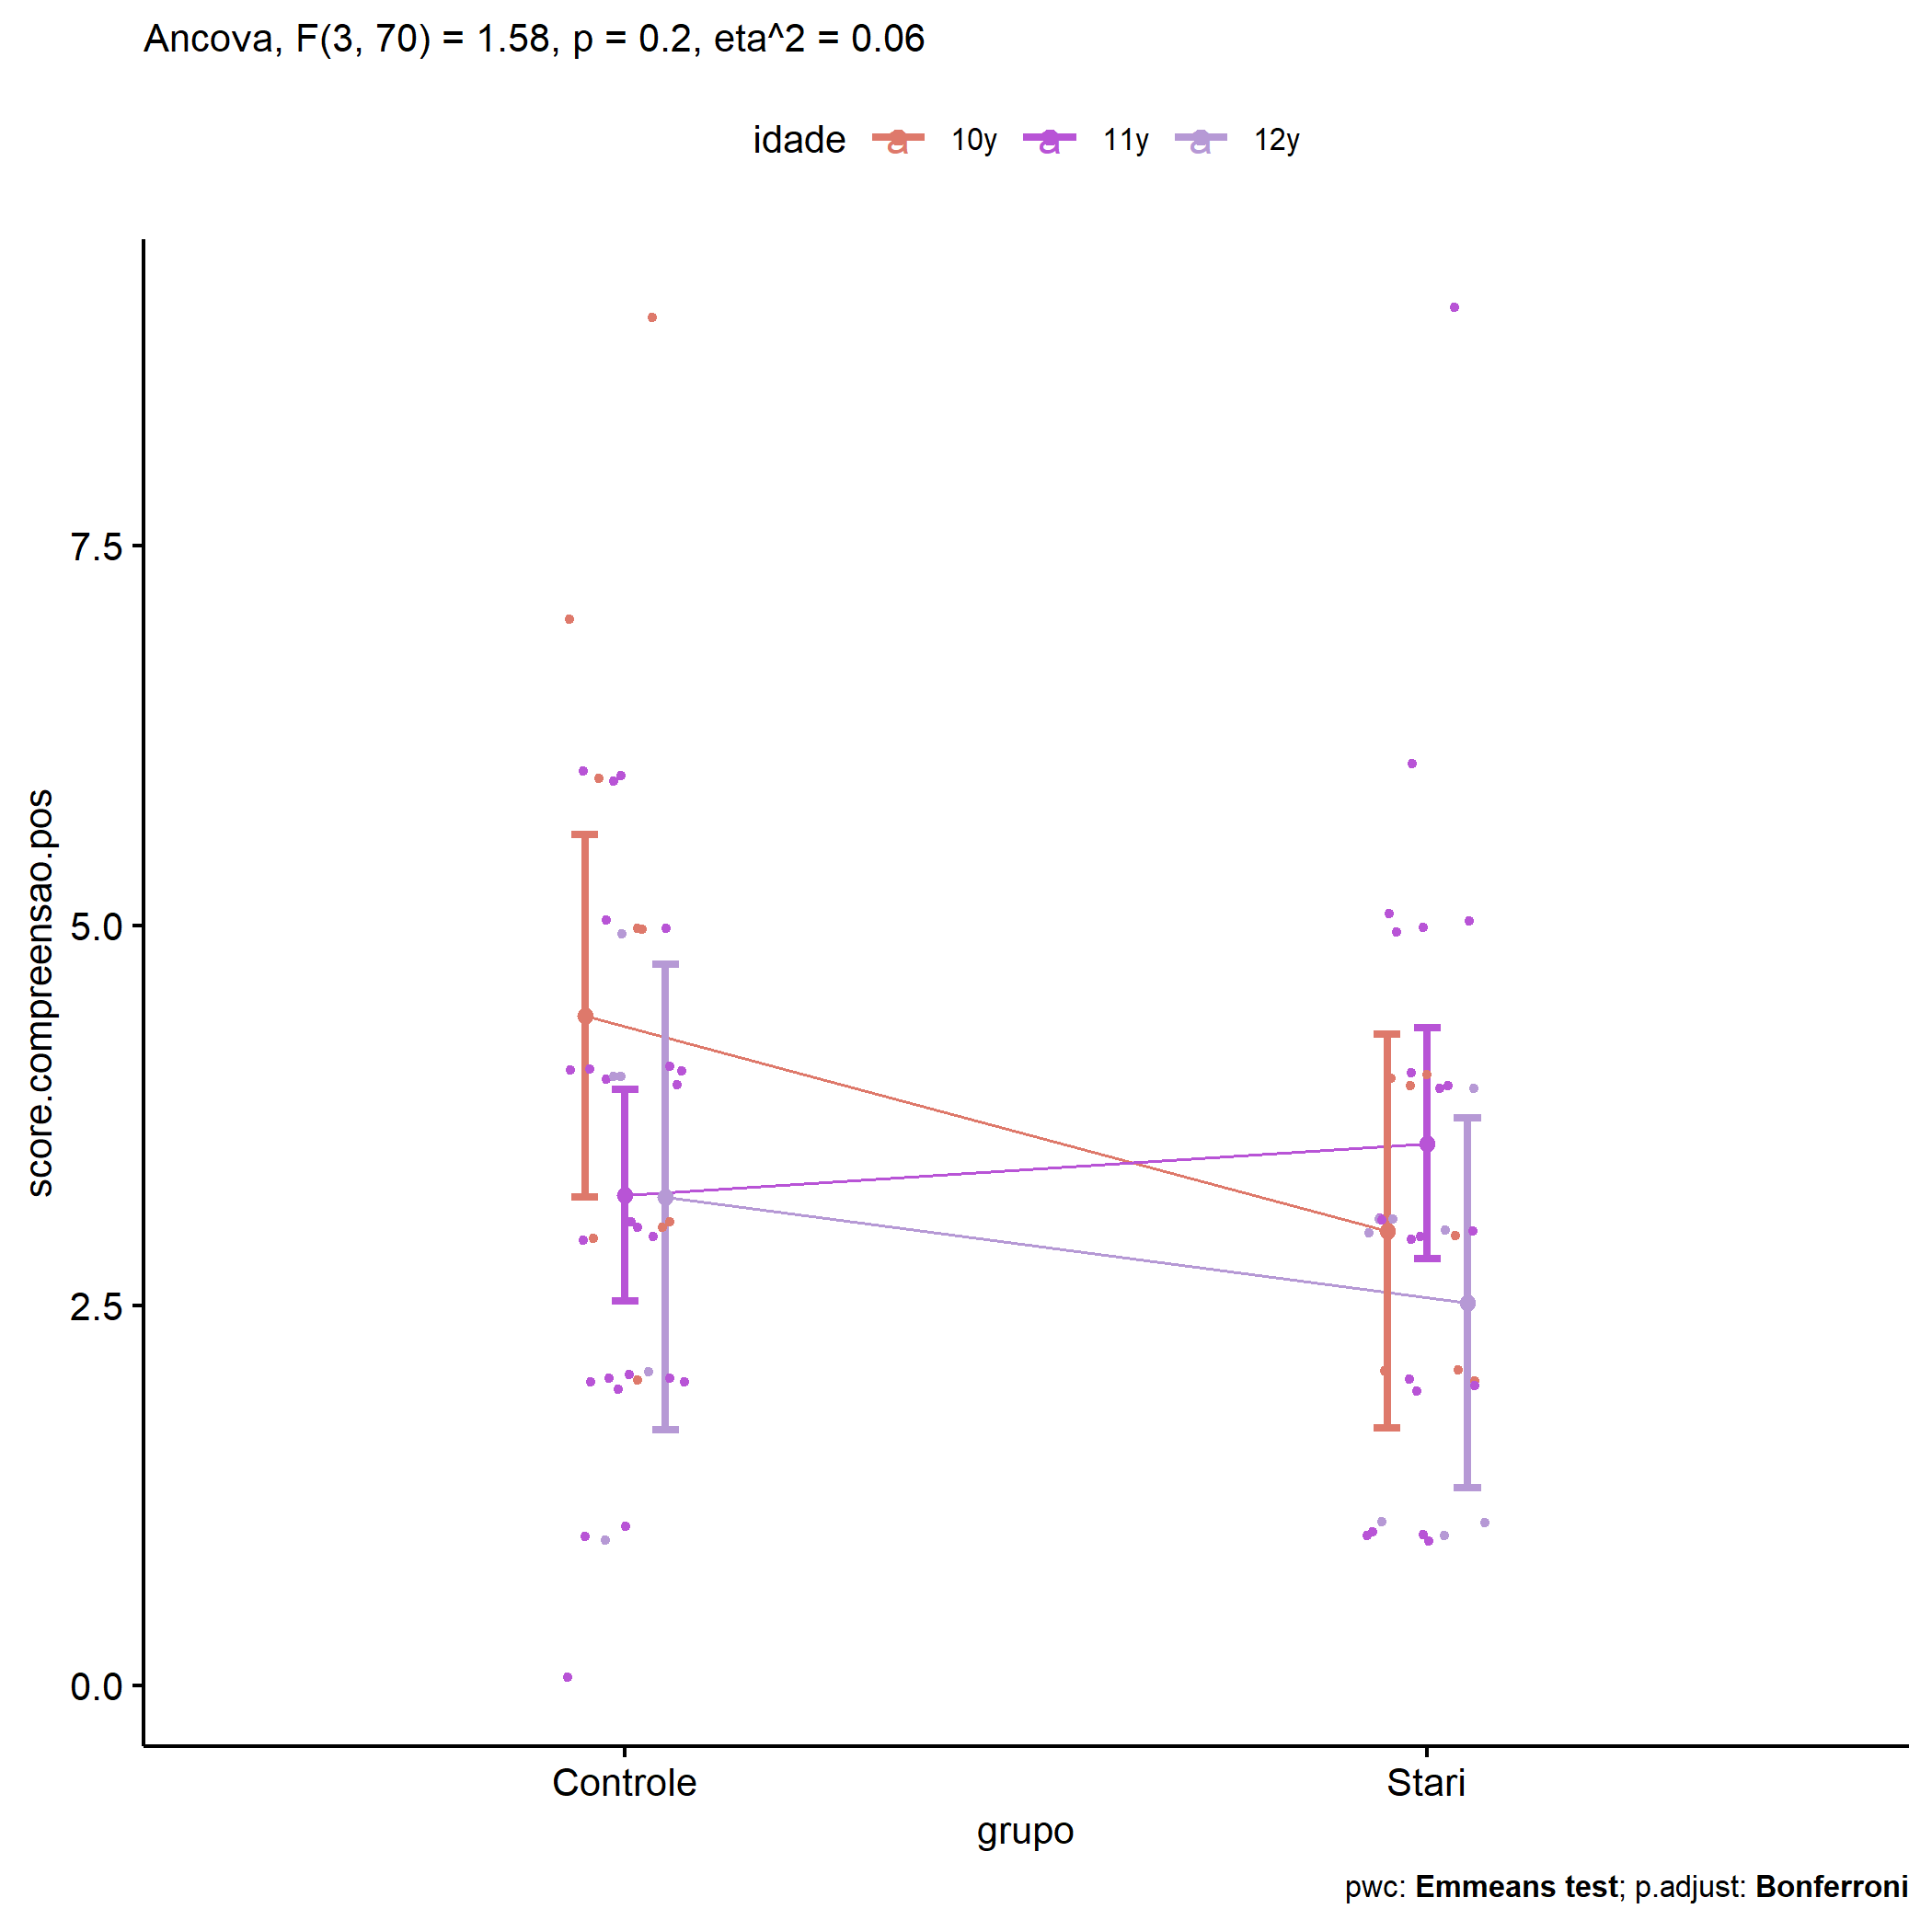 Ancova, F(3, 70) = 1.58, p = 0.2, eta^2 = 0.06
idade a 10y a 11y a 12y
7.5
5.0
2.5
0.0
score.compreensao.pos
Controle Stari
grupo
pwc: Emmeans test; p.adjust: Bonferroni